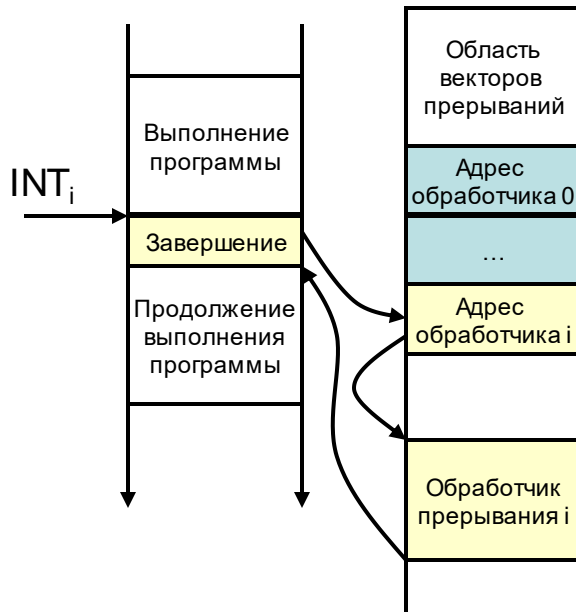 INTi
Выполнение
программы
Завершение
Продолжение
выполнения
программы
Область
векторов
прерываний
Адрес
обработчика 0
...
Адрес
обработчика i
Обработчик
прерывания i